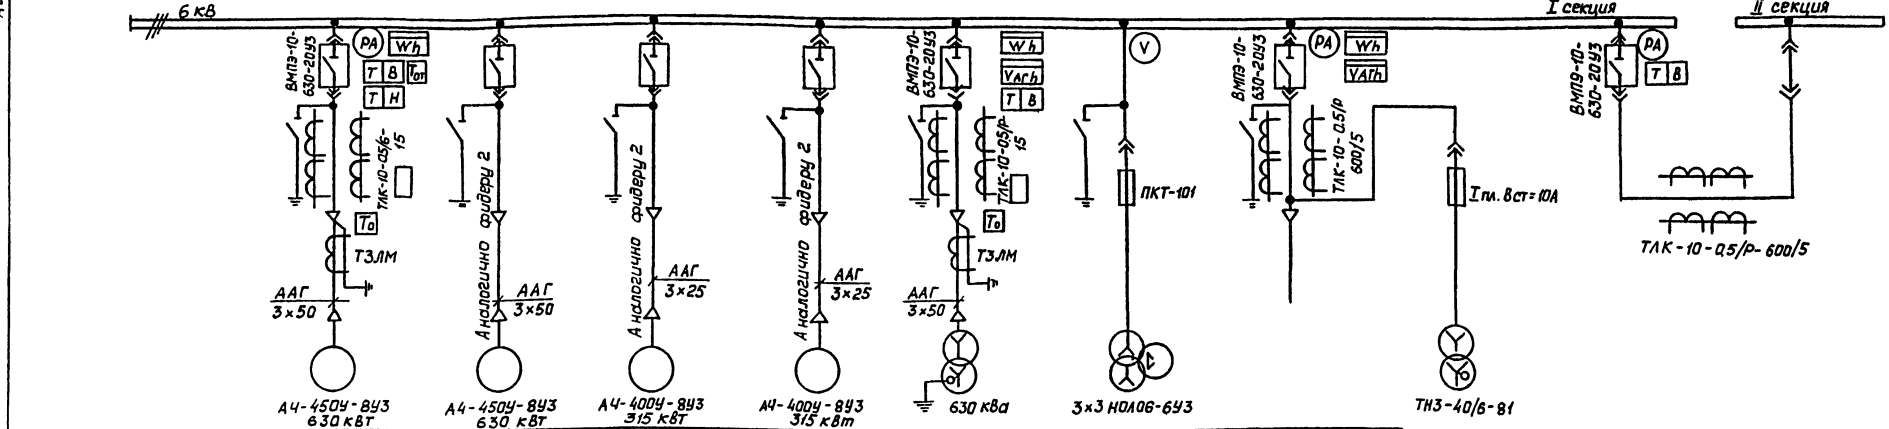 6 кВ
I секция
II секция
ВМПЭ-10-
630-20У3
PA
Wh
Т В
Тот
Т Н
ТЛК-10-0,5/6-
15
То
ТЗЛМ
ААГ
3×50
А4-450У-8У3
630 кВт
Аналогично фидеру 2
ААГ
3×50
А4-450У-8У3
630 кВт
Аналогично фидеру 2
ААГ
3×25
А4-400У-8У3
315 кВт
Аналогично фидеру 2
ААГ
3×25
А4-400У-8У3
315 кВт
ВМПЭ-10-
630-20У3
Wh
VArh
Т В
ТЛК-10-0,5/Р
15
То
ТЗЛМ
ААГ
3×50
630 кВа
V
ПКТ-101
3×3 НОЛ06-6У3
ВМПЭ-10-
630-20У3
PA
Wh
VArh
ТЛК-10-0.5/Р
600/5
Iпл. вст=10А
ТНЗ-40/6-81
ВМПЭ-10-
630-20У3
PA
Т В
ТЛК-10-0,5/Р-600/5